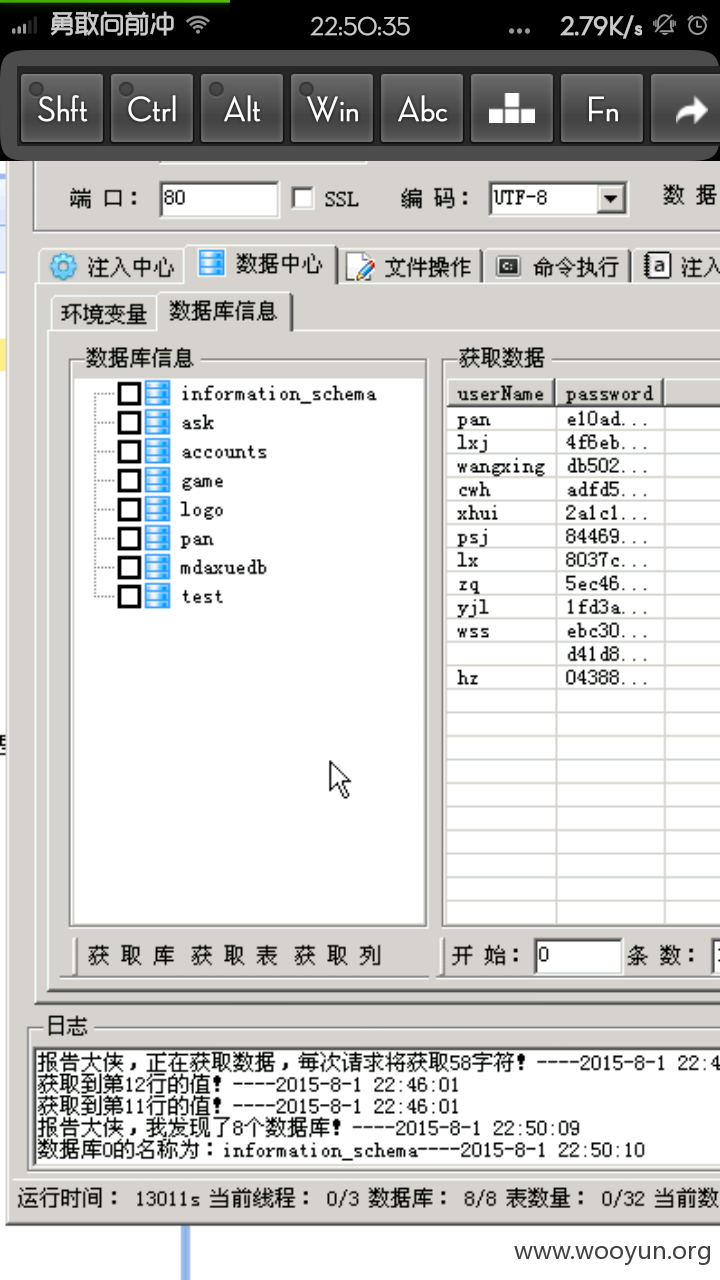 勇敢向前冲 22:50:35 ... 2.79K/s
Shft Ctrl Alt Win Abc Fn
端 口： 80 SSL 编 码： UTF-8 数 据
注入中心 数据中心 文件操作 命令执行 注入
环境变量 数据库信息
数据库信息
information_schema
ask
accounts
game
logo
pan
mdaxuedb
test
获 取 库 获 取 表 获 取 列
获取数据
userName password
pan e10ad...
lxj 4f6eb...
wangxing db502...
cwh adfd5...
xhui 2a1c1...
psj 84469...
lx 8037c...
zq 5ec46...
yjl 1fd3a...
wss ebc30...
d41d8...
hz 04388...
开 始： 0 条 数：
日志
报告大侠，正在获取数据，每次请求将获取58字符！----2015-8-1 22:4
获取到第12行的值！----2015-8-1 22:46:01
获取到第11行的值！----2015-8-1 22:46:01
报告大侠，我发现了8个数据库！----2015-8-1 22:50:09
数据库0的名称为：information_schema----2015-8-1 22:50:10
运行时间： 13011s 当前线程： 0/3 数据库： 8/8 表数量： 0/32 当前数
www.wooyun.org